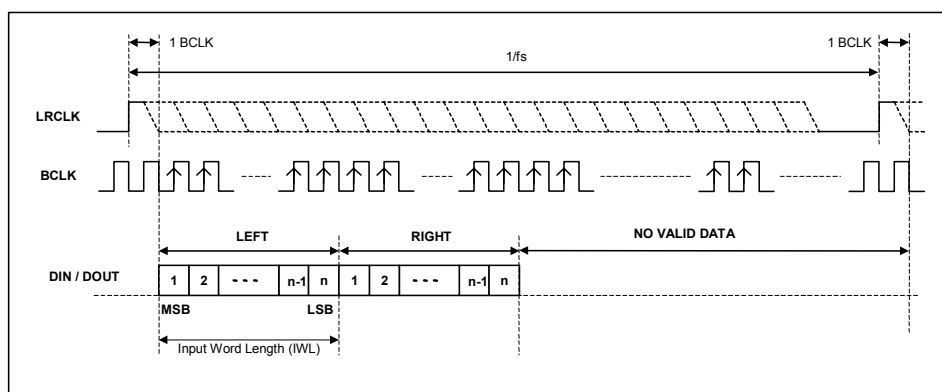 1 BCLK
1 BCLK
1/fs
LRCLK
BCLK
LEFT
RIGHT
NO VALID DATA
DIN / DOUT
1 2 - - - n-1 n 1 2 - - - n-1 n
MSB
LSB
Input Word Length (IWL)